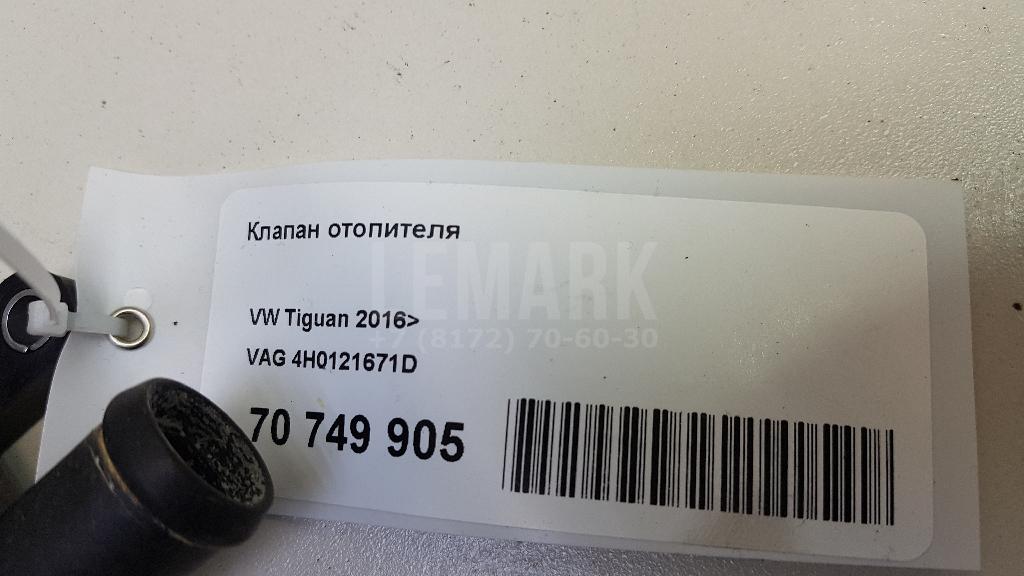 Клапан отопителя
LEMARK
VW Tiguan 2016>
+7 (8172) 70-60-30
VAG 4H0121671D
70 749 905